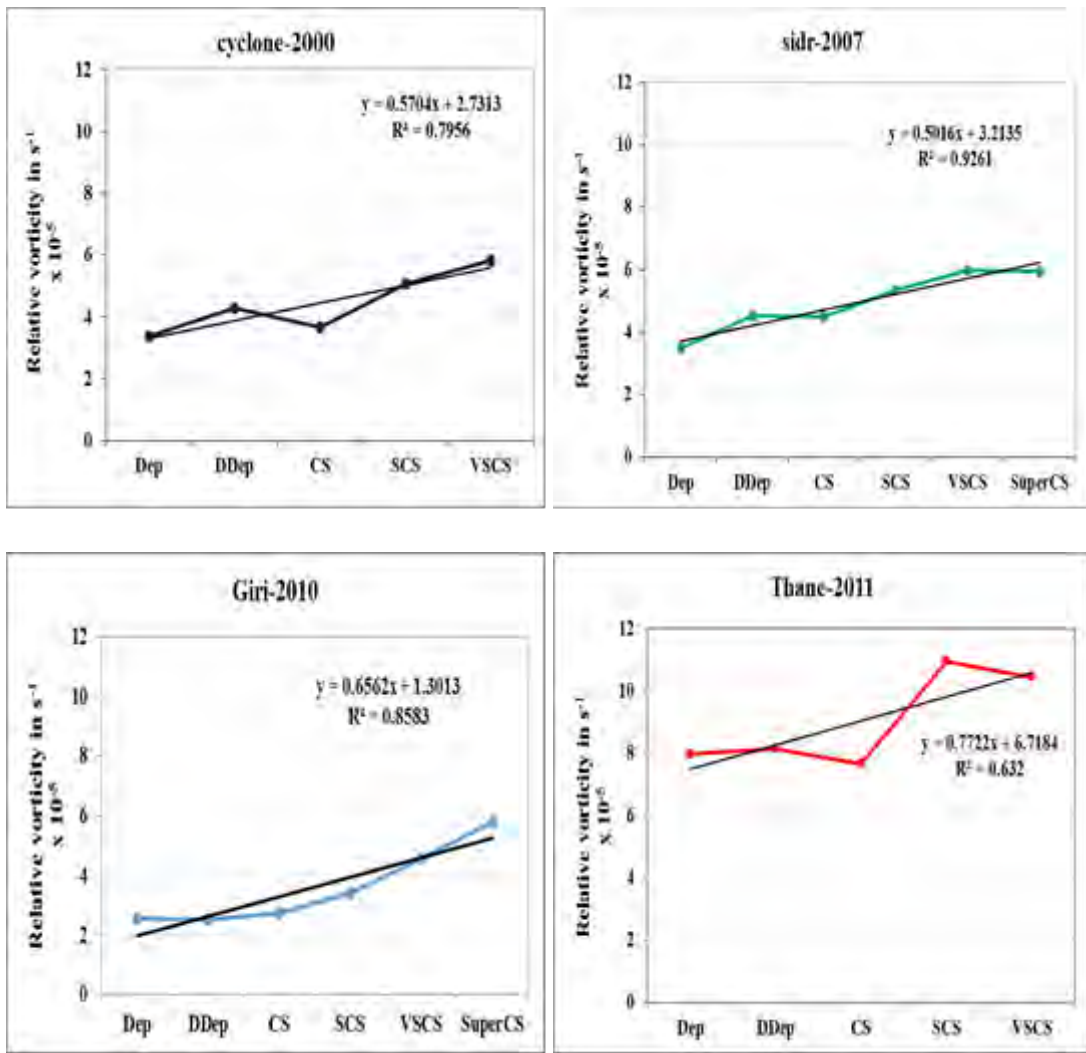 cyclone-2000
y = 0.5704x + 2.7313
R² = 0.7956
Relative vorticity in s⁻¹
x 10⁻⁵
12
10
8
6
4
2
0
Dep DDep CS SCS VSCS
sidr-2007
y = 0.5016x + 3.2135
R² = 0.9261
Relative vorticity in s⁻¹
x 10⁻⁵
12
10
8
6
4
2
0
Dep DDep CS SCS VSCS SuperCS
Giri-2010
y = 0.6562x + 1.3013
R² = 0.8583
Relative vorticity in s⁻¹
x 10⁻⁵
12
10
8
6
4
2
0
Dep DDep CS SCS VSCS SuperCS
Thane-2011
y = 0.7722x + 6.7184
R² = 0.632
Relative vorticity in s⁻¹
X 10⁻⁵
12
10
8
6
4
2
0
Dep DDep CS SCS VSCS